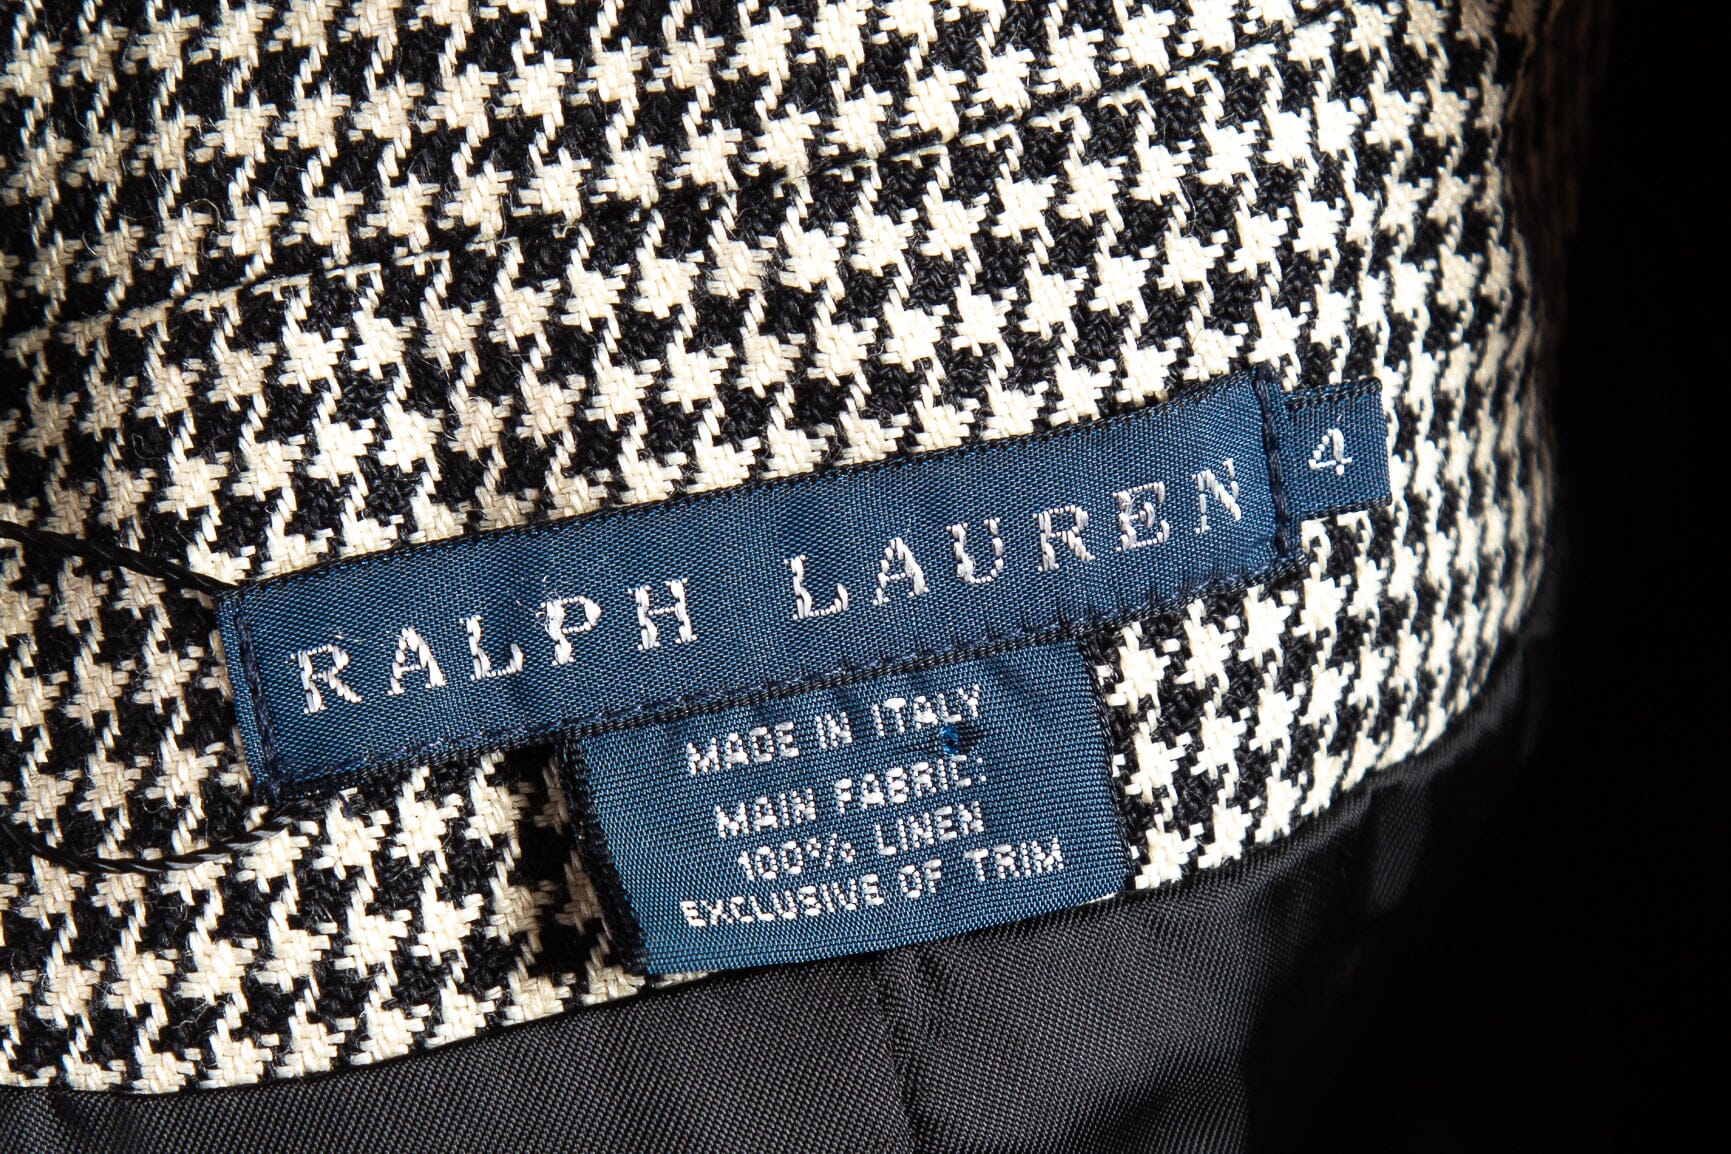 RALPH LAUREN 4
MADE IN ITALY
MAIN FABRIC:
100% LINEN
EXCLUSIVE OF TRIM